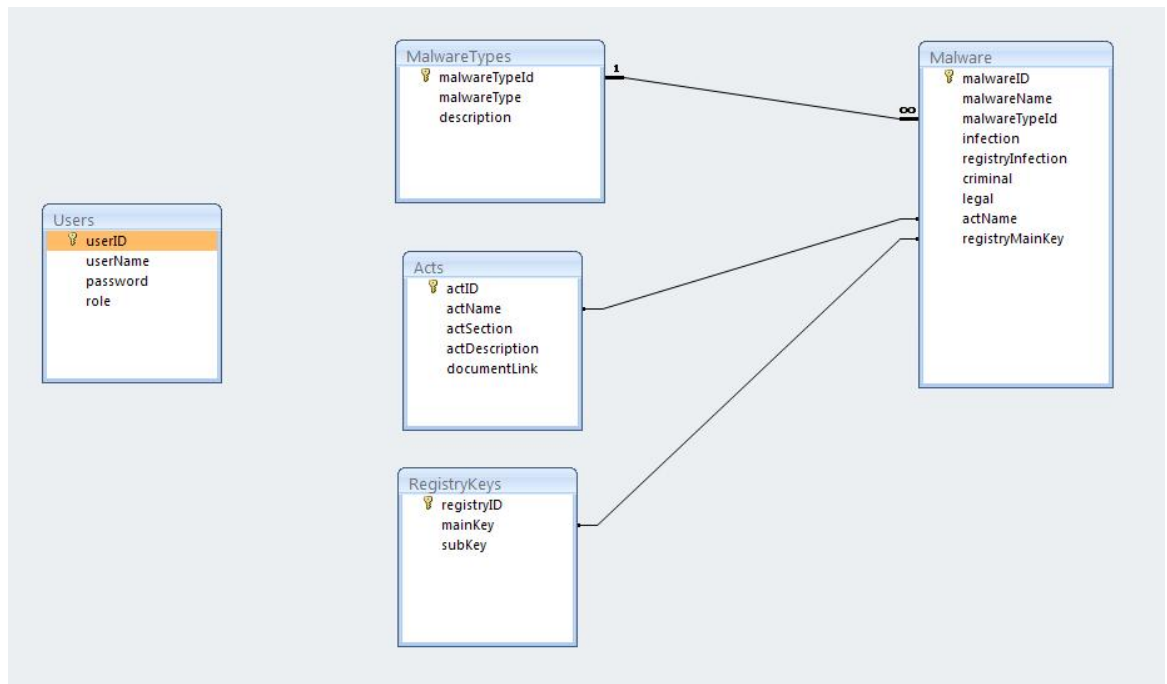 Users
userID
userName
password
role
MalwareTypes
malwareTypeId
malwareType
description
Acts
actID
actName
actSection
actDescription
documentLink
RegistryKeys
registryID
mainKey
subKey
1
∞
Malware
malwareID
malwareName
malwareTypeId
infection
registryInfection
criminal
legal
actName
registryMainKey